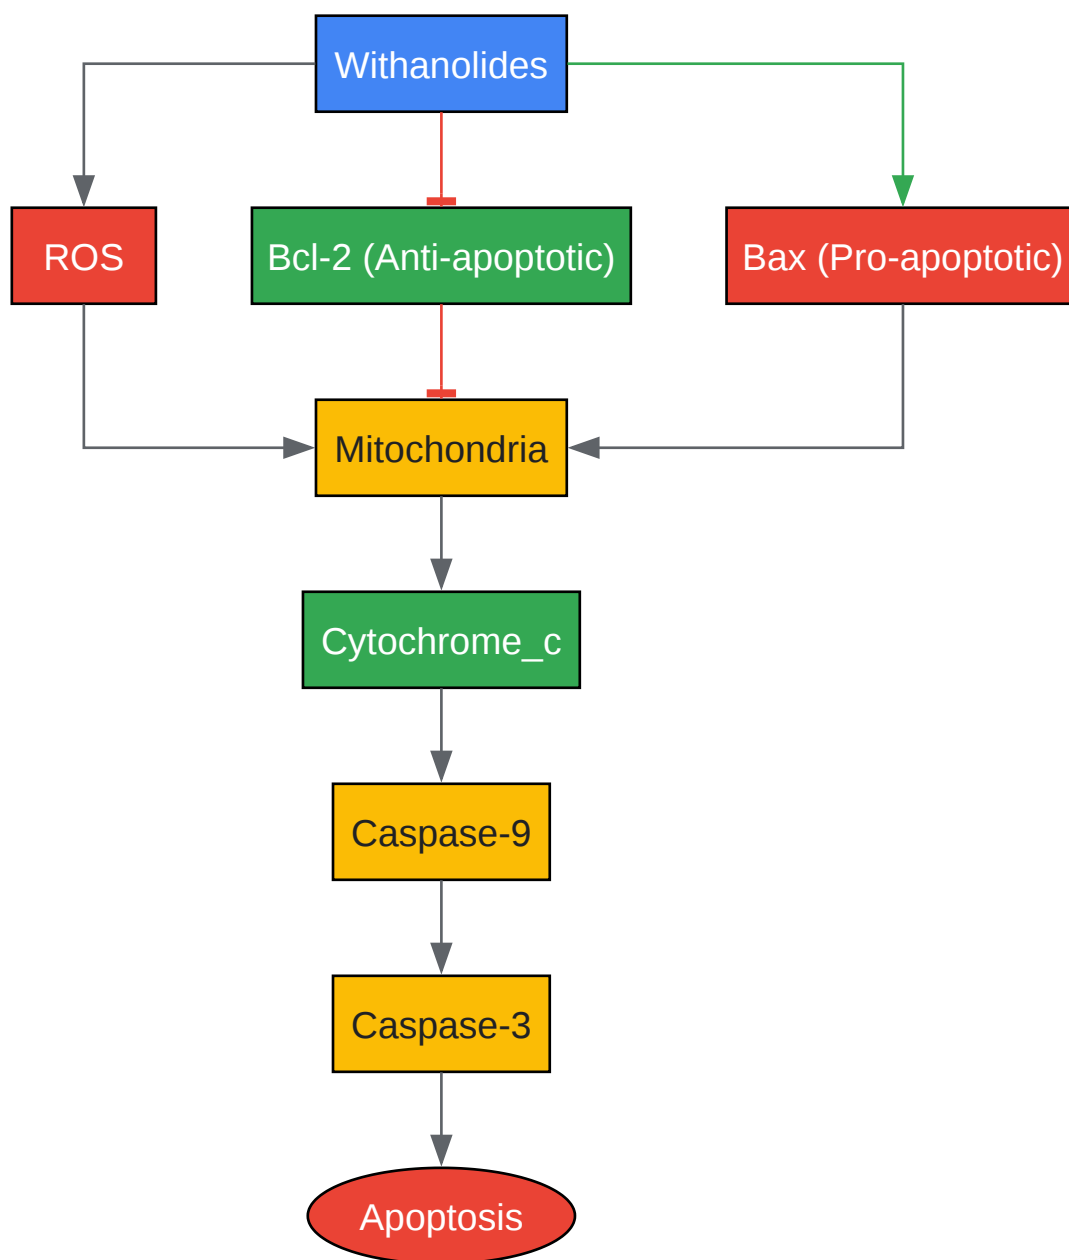 Withanolides
ROS
Bcl-2 (Anti-apoptotic)
Bax (Pro-apoptotic)
Mitochondria
Cytochrome_c
Caspase-9
Caspase-3
Apoptosis